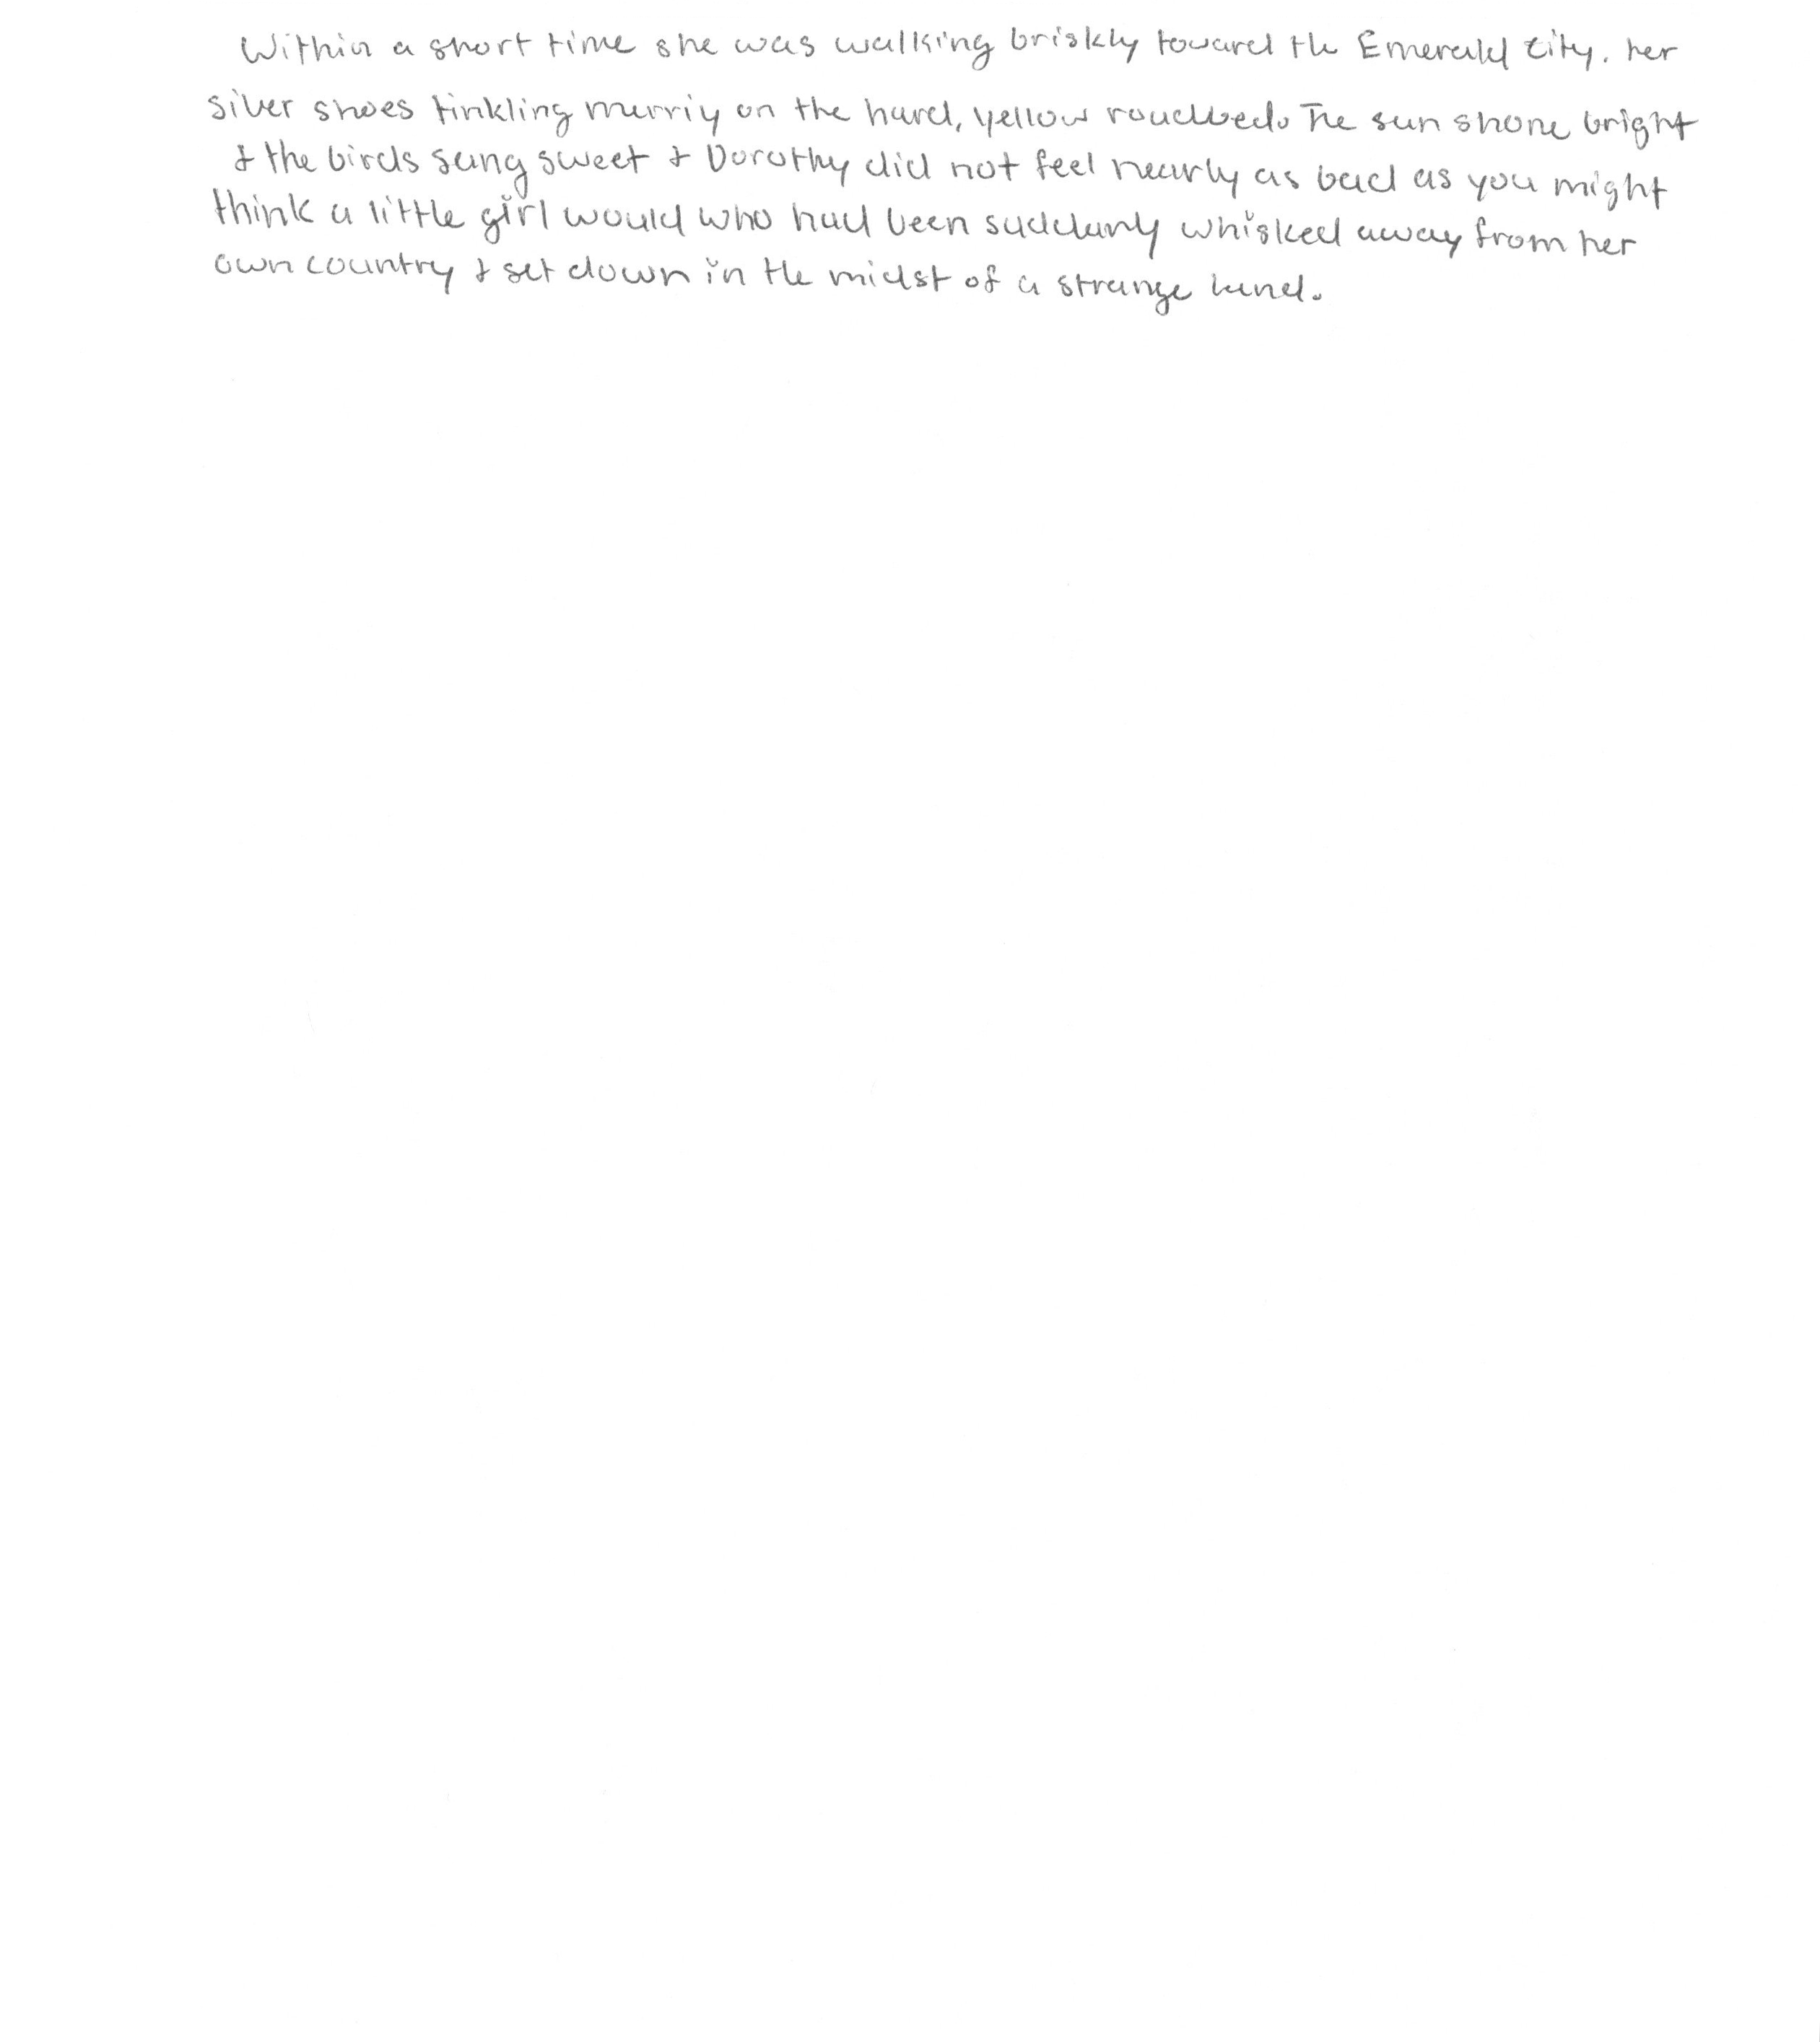 Within a short time she was walking briskly toward the Emerald City. her
silver shoes tinkling merriy on the hard, yellow roadbed. The sun shone bright
& the birds sang sweet & Dorothy did not feel nearly as bad as you might
think a little girl would who had been suddanly whisked away from her
own country & set down in the midst of a strange land.